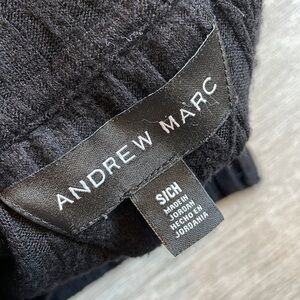 ANDREW MARC
S/CH
MADE IN
JORDAN
HECHO EN
JORDANIA